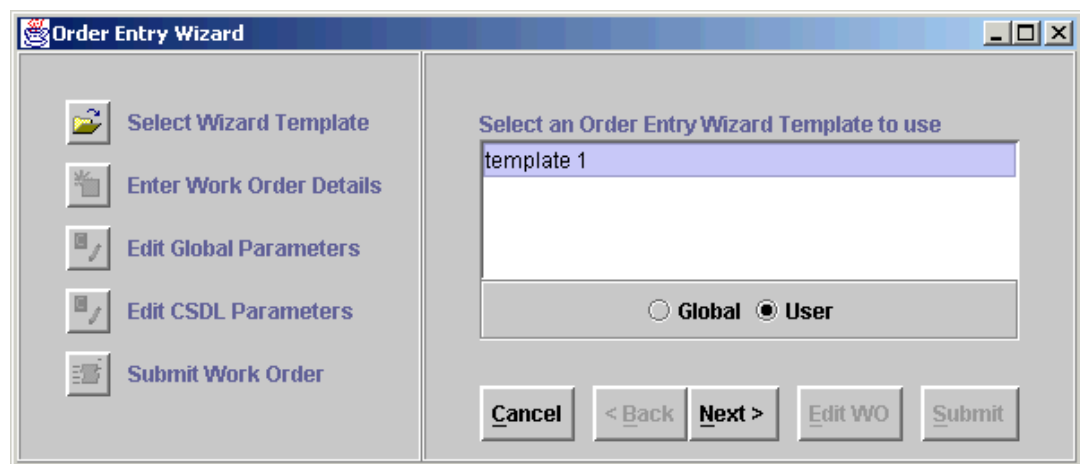 Order Entry Wizard
Select Wizard Template
Enter Work Order Details
Edit Global Parameters
Edit CSDL Parameters
Submit Work Order
Select an Order Entry Wizard Template to use
template 1
Global User
Cancel < Back Next > Edit WO Submit